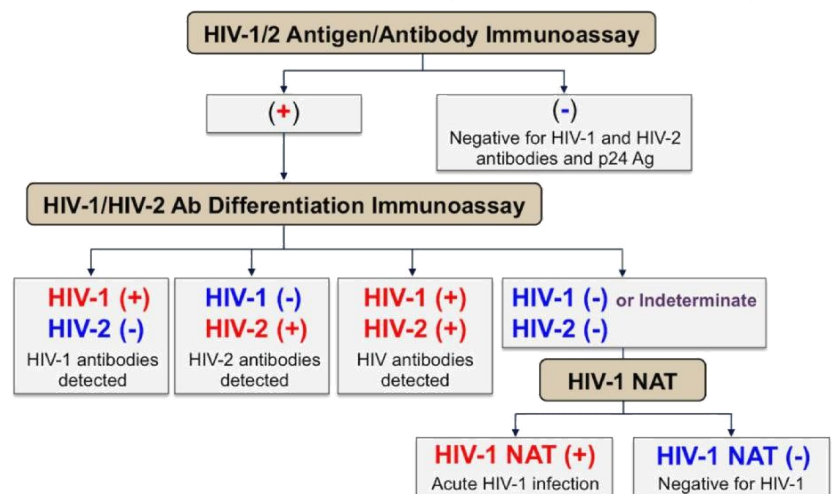 HIV-1/2 Antigen/Antibody Immunoassay
(+)
(-)
Negative for HIV-1 and HIV-2
antibodies and p24 Ag
HIV-1/HIV-2 Ab Differentiation Immunoassay
HIV-1 (+)
HIV-2 (-)
HIV-1 antibodies
detected
HIV-1 (-)
HIV-2 (+)
HIV-2 antibodies
detected
HIV-1 (+)
HIV-2 (+)
HIV antibodies
detected
HIV-1 (-) or Indeterminate
HIV-2 (-)
HIV-1 NAT
HIV-1 NAT (+)
Acute HIV-1 infection
HIV-1 NAT (-)
Negative for HIV-1